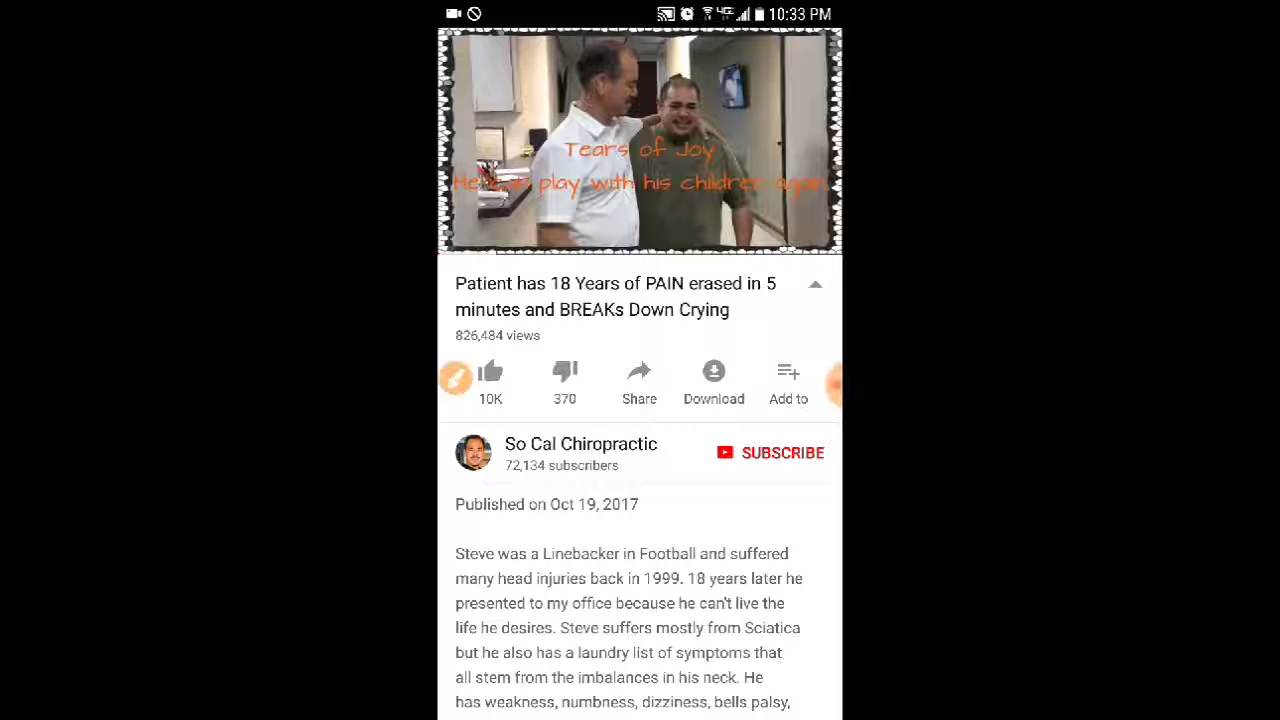 10:33 PM
Tears of Joy
He can play with his children again
Patient has 18 Years of PAIN erased in 5
minutes and BREAKs Down Crying
826,484 views
10K 370 Share Download Add to
So Cal Chiropractic
72,134 subscribers
SUBSCRIBE
Published on Oct 19, 2017
Steve was a Linebacker in Football and suffered
many head injuries back in 1999. 18 years later he
presented to my office because he can't live the
life he desires. Steve suffers mostly from Sciatica
but he also has a laundry list of symptoms that
all stem from the imbalances in his neck. He
has weakness, numbness, dizziness, bells palsy,